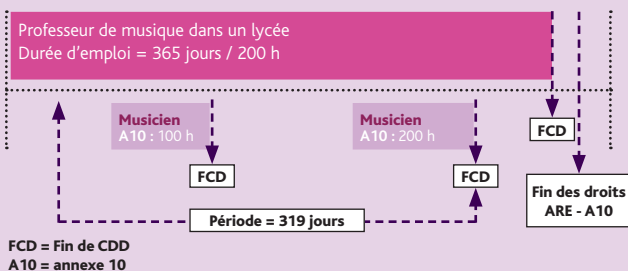 Professeur de musique dans un lycée
Durée d'emploi = 365 jours / 200 h
Musicien
A10 : 100 h
Musicien
A10 : 200 h
FCD
FCD
FCD
Fin des droits
ARE - A10
Période = 319 jours
FCD = Fin de CDD
A10 = annexe 10